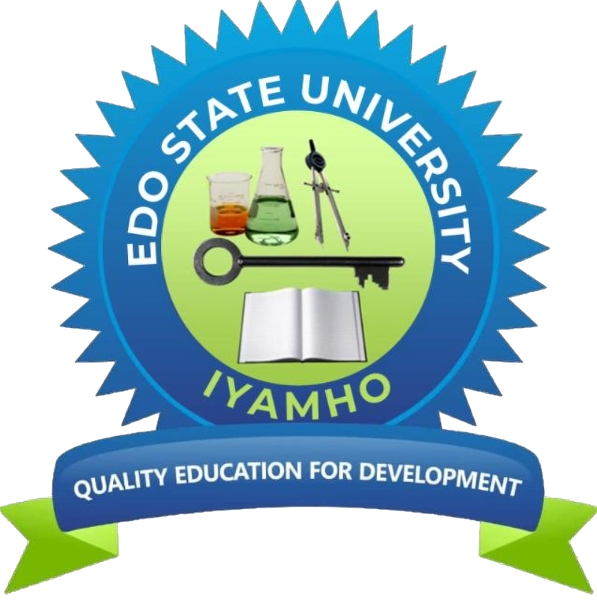 EDO STATE UNIVERSITY
IYAMHO
QUALITY EDUCATION FOR DEVELOPMENT